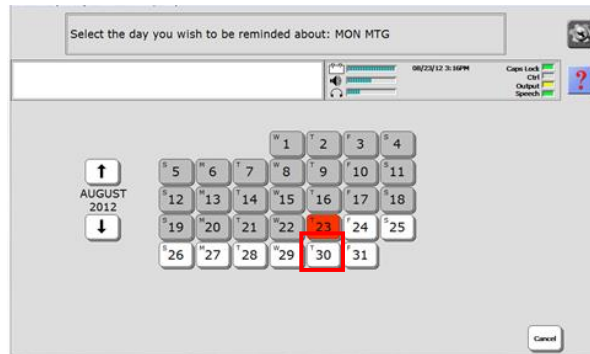 Select the day you wish to be reminded about: MON MTG
08/23/12 3:16PM
Caps Lock
Ctrl
Output
Speech
?
W 1 T 2 F 3 S 4
S 5 M 6 T 7 W 8 T 9 F 10 S 11
AUGUST
2012
S 12 M 13 T 14 W 15 T 16 F 17 S 18
S 19 M 20 T 21 W 22 T 23 F 24 S 25
S 26 M 27 T 28 W 29 T 30 F 31
Cancel